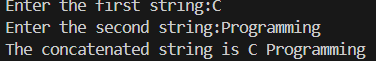 Enter the first string:C
Enter the second string:Programming
The concatenated string is C Programming